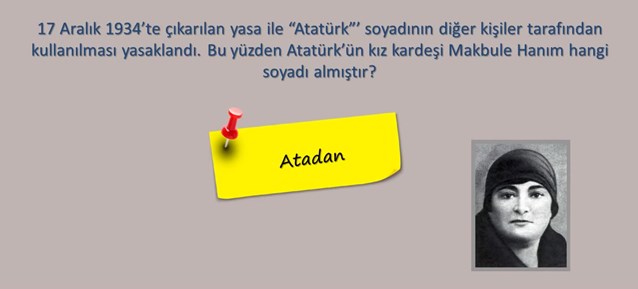 17 Aralık 1934’te çıkarılan yasa ile “Atatürk”’ soyadının diğer kişiler tarafından
kullanılması yasaklandı. Bu yüzden Atatürk’ün kız kardeşi Makbule Hanım hangi
soyadı almıştır?
Atadan